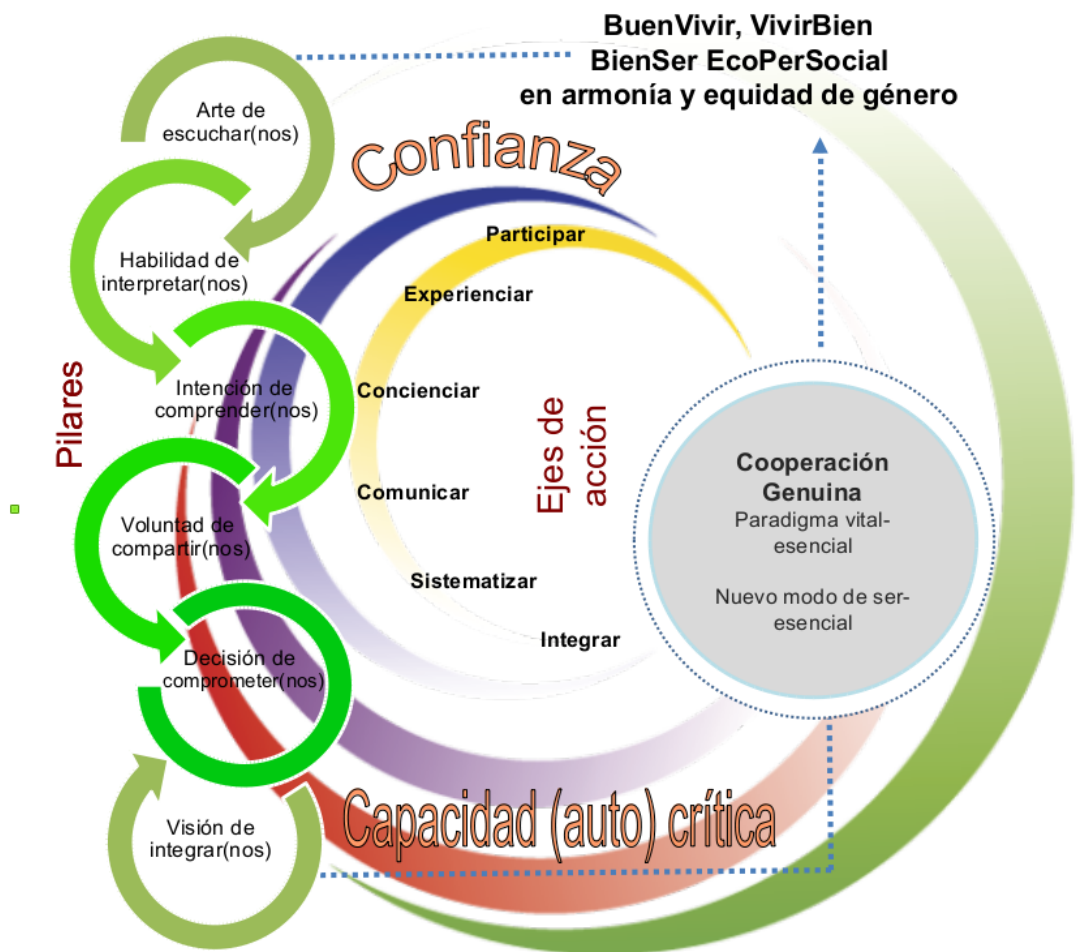 BuenVivir, VivirBien
BienSer EcoPerSocial
en armonía y equidad de género
Confianza
Pilares
Arte de
escuchar(nos)
Habilidad de
interpretar(nos)
Intención de
comprender(nos)
Voluntad de
compartir(nos)
Decisión de
comprometer(nos)
Visión de
integrar(nos)
Participar
Experienciar
Concienciar
Comunicar
Sistematizar
Integrar
Ejes de
acción
Cooperación
Genuina
Paradigma vital-
esencial
Nuevo modo de ser-
esencial
Capacidad (auto) crítica